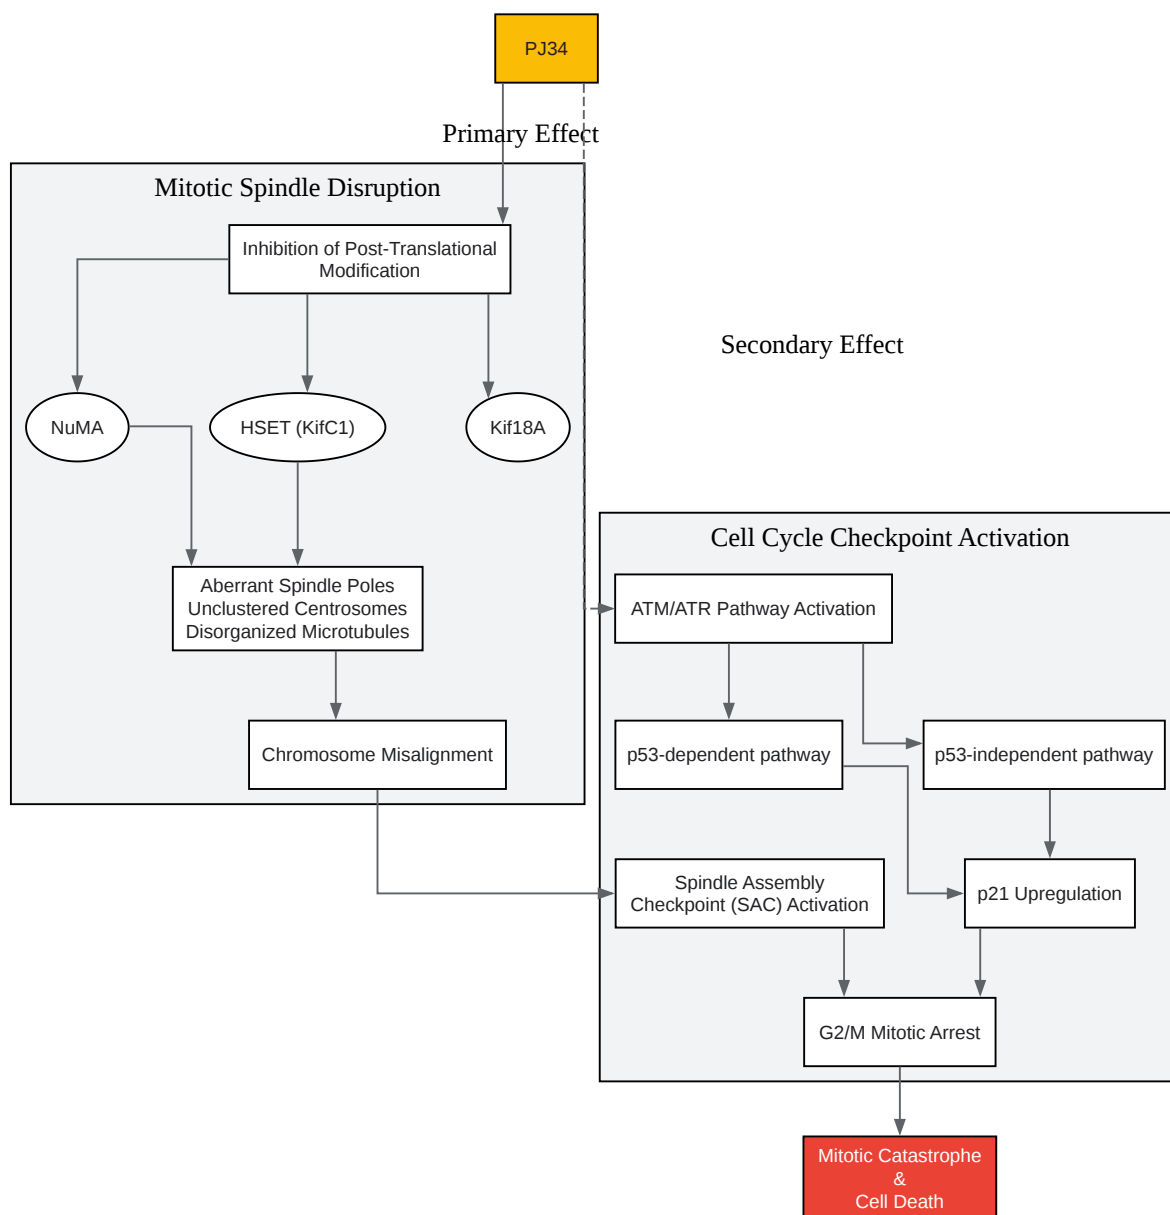 PJ34
Primary Effect
Mitotic Spindle Disruption
Inhibition of Post-Translational
Modification
Secondary Effect
NuMA
HSET (KifC1)
Kif18A
Cell Cycle Checkpoint Activation
Aberrant Spindle Poles
Unclustered Centrosomes
Disorganized Microtubules
ATM/ATR Pathway Activation
Chromosome Misalignment
p53-dependent pathway
p53-independent pathway
Spindle Assembly
Checkpoint (SAC) Activation
p21 Upregulation
G2/M Mitotic Arrest
Mitotic Catastrophe
&
Cell Death